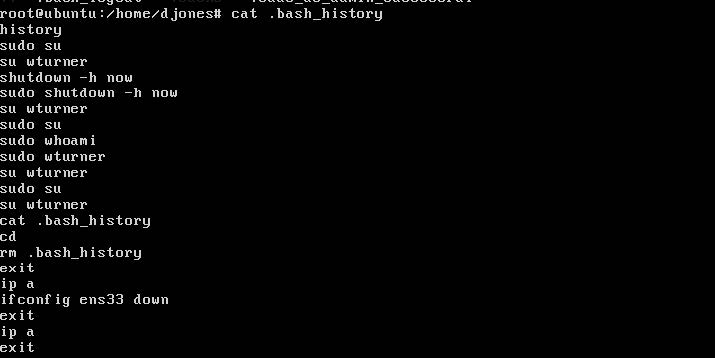 root@ubuntu:/home/djones# cat .bash_history
history
sudo su
su wturner
shutdown -h now
sudo shutdown -h now
su wturner
sudo su
sudo whoami
sudo wturner
su wturner
sudo su
su wturner
cat .bash_history
cd
rm .bash_history
exit
ip a
ifconfig ens33 down
exit
ip a
exit